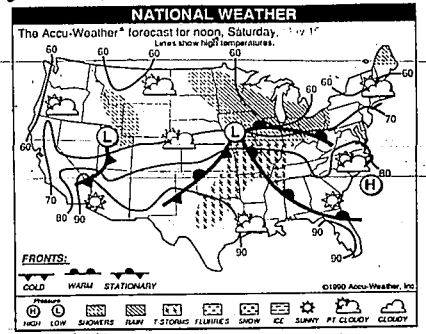 NATIONAL WEATHER
The Accu-Weather® forecast for noon, Saturday,
Lines show high temperatures.
60
60
60
60
60
60
70
L
L
60
80
H
70
80
90
90
90
90
FRONTS:
COLD WARM STATIONARY
©1990 Accu-Weather, Inc.
Pressure
H L
HIGH LOW SHOWERS RAIN T-STORMS FLURRIES SNOW ICE SUNNY PT. CLOUDY CLOUDY